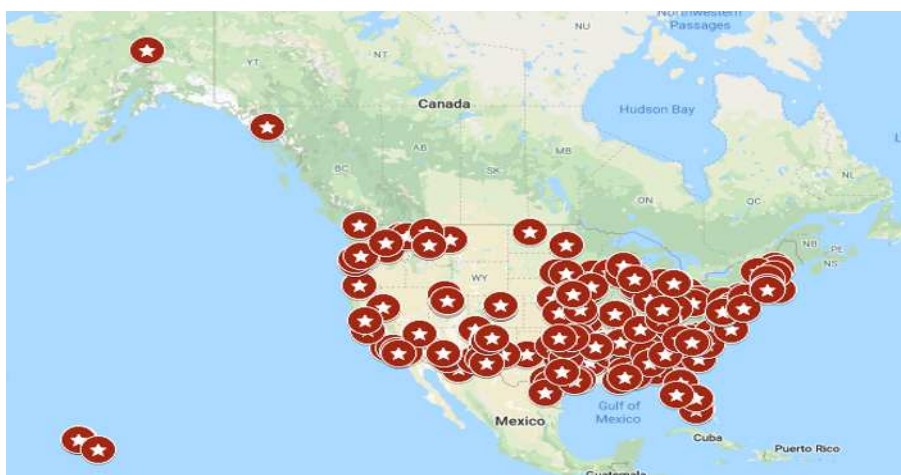 Northwestern
Passages
NU
YT
NT
Canada
Hudson Bay
BC
AB
SK
MB
ON
QC
NL
NB
PE
NS
WY
Gulf of
Mexico
Mexico
Cuba
Puerto Rico
Guatemala